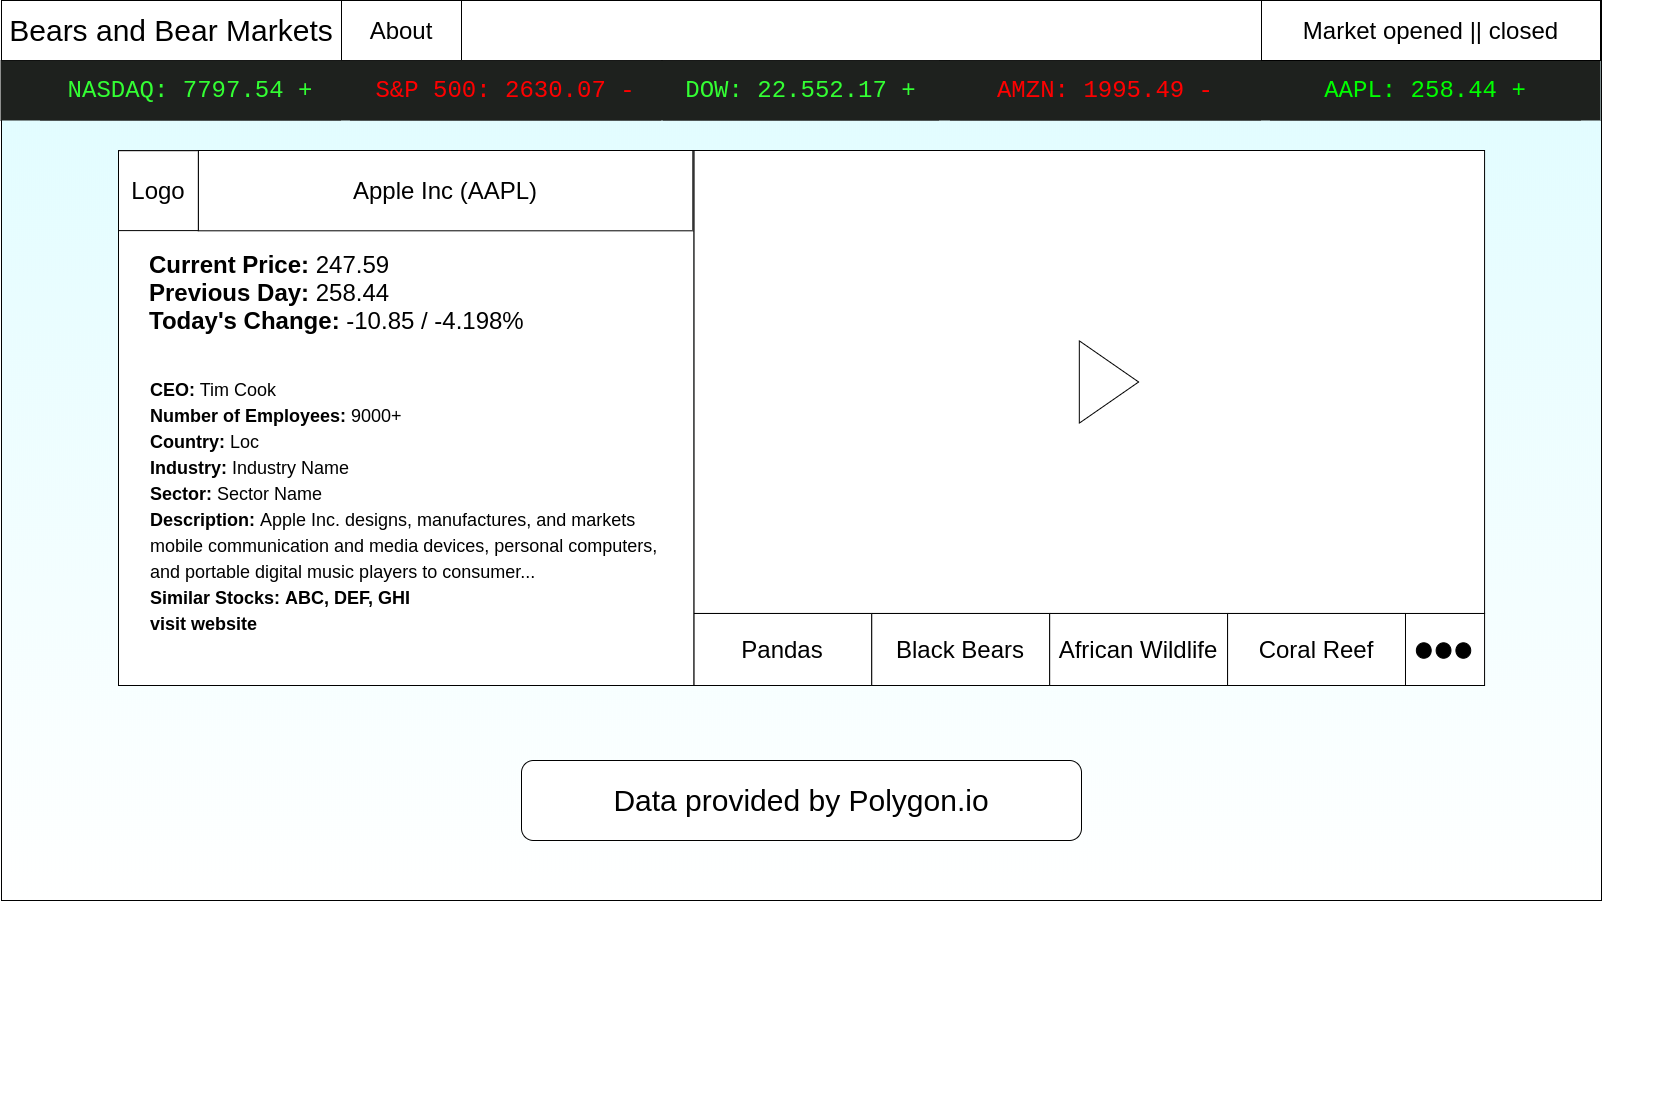 Bears and Bear Markets
About
Market opened || closed
NASDAQ: 7797.54 +
S&P 500: 2630.07 -
DOW: 22.552.17 +
AMZN: 1995.49 -
AAPL: 258.44 +
Logo
Apple Inc (AAPL)
Current Price: 247.59
Previous Day: 258.44
Today's Change: -10.85 / -4.198%
CEO: Tim Cook
Number of Employees: 9000+
Country: Loc
Industry: Industry Name
Sector: Sector Name
Description: Apple Inc. designs, manufactures, and markets
mobile communication and media devices, personal computers,
and portable digital music players to consumer...
Similar Stocks: ABC, DEF, GHI
visit website
Pandas
Black Bears
African Wildlife
Coral Reef
Data provided by Polygon.io